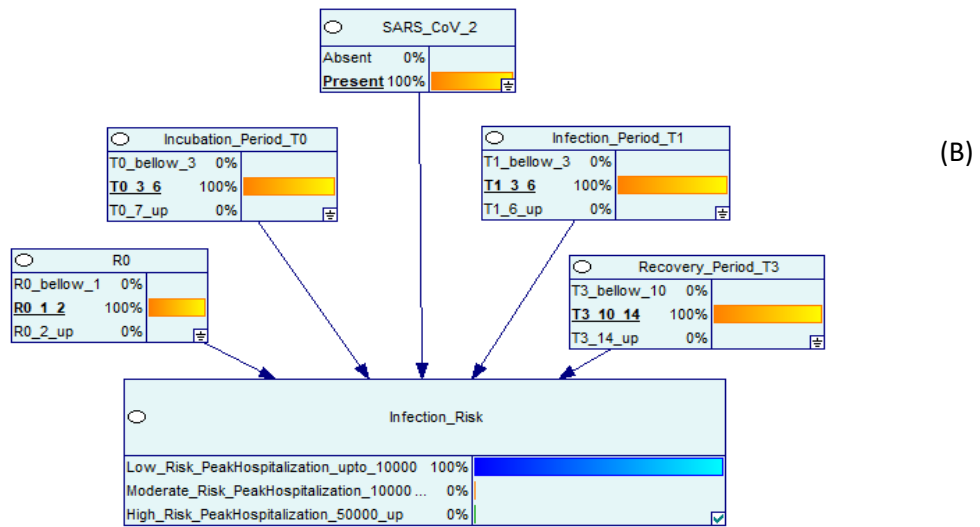 SARS_CoV_2
Absent 0%
Present 100%
Incubation_Period_T0
T0_bellow_3 0%
T0_3_6 100%
T0_7_up 0%
Infection_Period_T1
T1_bellow_3 0%
T1_3_6 100%
T1_6_up 0%
(B)
R0
R0_bellow_1 0%
R0_1_2 100%
R0_2_up 0%
Recovery_Period_T3
T3_bellow_10 0%
T3_10_14 100%
T3_14_up 0%
Infection_Risk
Low_Risk_PeakHospitalization_upto_10000 100%
Moderate_Risk_PeakHospitalization_10000 ... 0%
High_Risk_PeakHospitalization_50000_up 0%